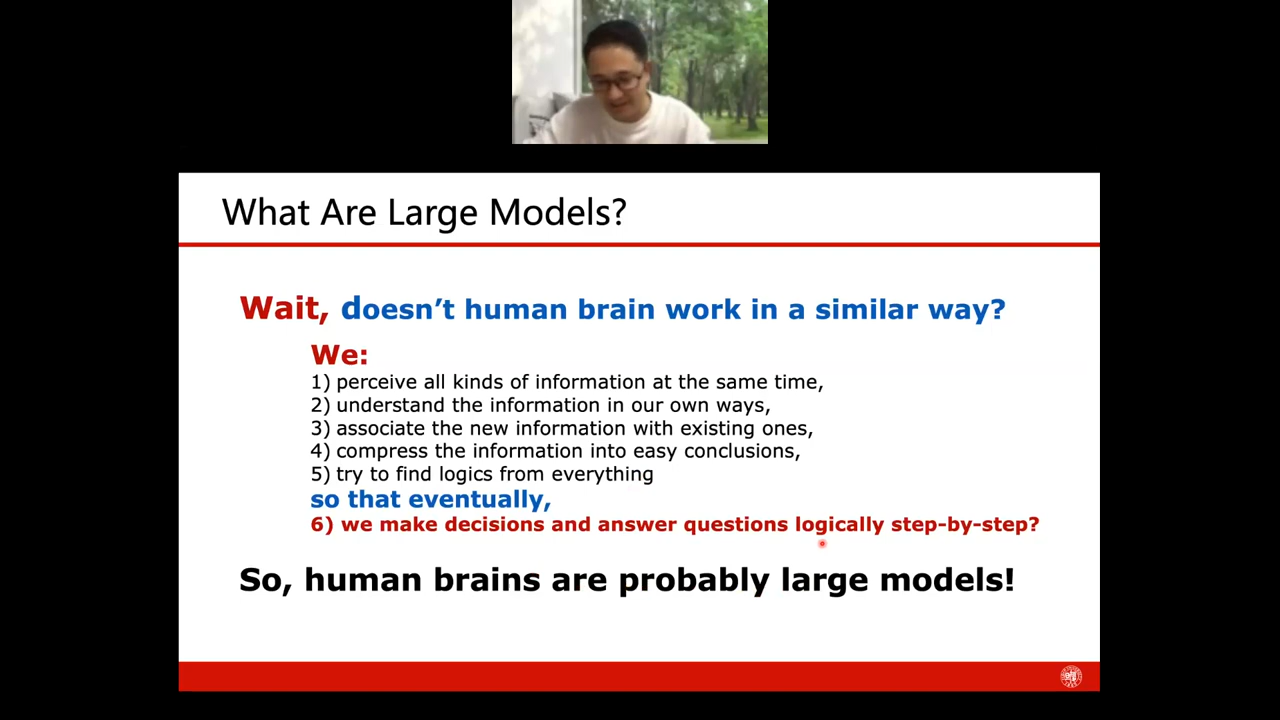 What Are Large Models?
Wait, doesn’t human brain work in a similar way?
We:
1) perceive all kinds of information at the same time,
2) understand the information in our own ways,
3) associate the new information with existing ones,
4) compress the information into easy conclusions,
5) try to find logics from everything
so that eventually,
6) we make decisions and answer questions logically step-by-step?
So, human brains are probably large models!